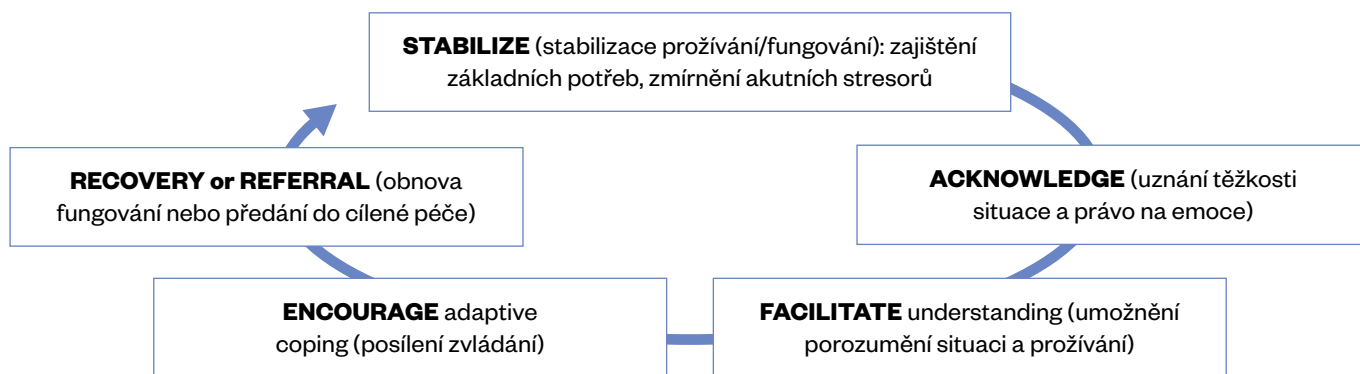 STABILIZE (stabilizace prožívání/fungování): zajištění
základních potřeb, zmírnění akutních stresorů
ACKNOWLEDGE (uznání těžkosti
situace a právo na emoce)
FACILITATE understanding (umožnění
porozumění situaci a prožívání)
ENCOURAGE adaptive
coping (posílení zvládání)
RECOVERY or REFERRAL (obnova
fungování nebo předání do cílené péče)